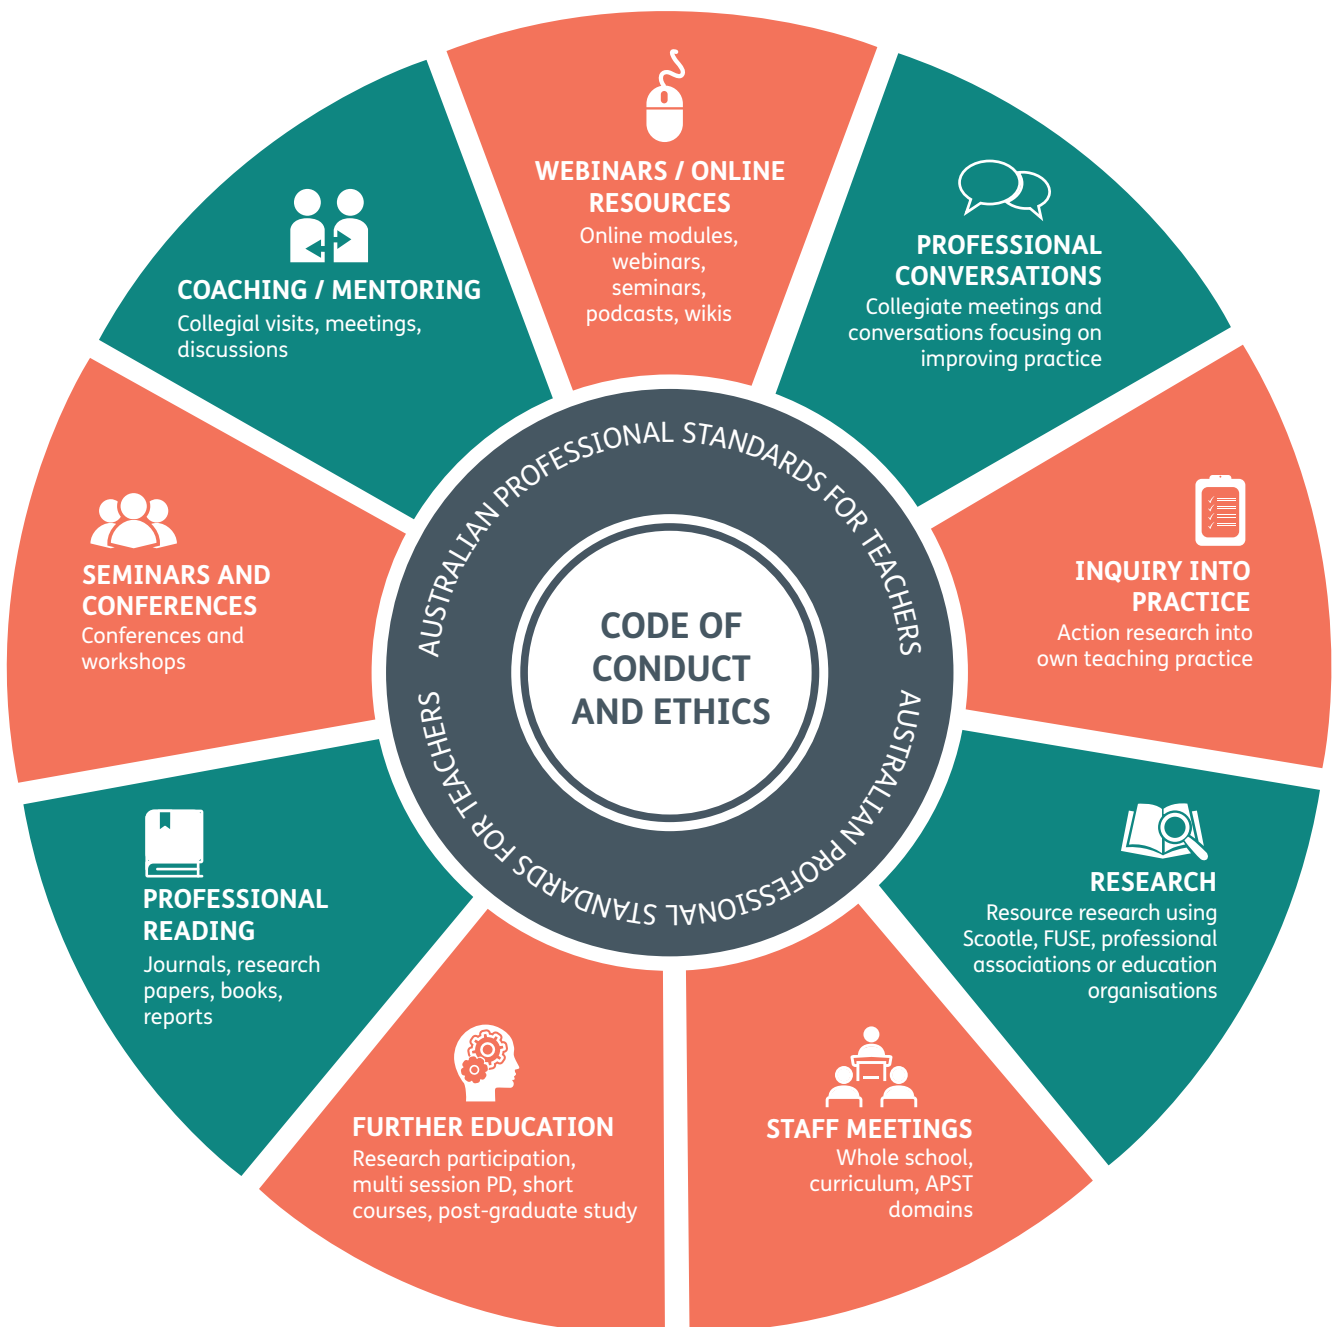 WEBINARS / ONLINE
RESOURCES
Online modules,
webinars,
seminars,
podcasts, wikis
PROFESSIONAL
CONVERSATIONS
Collegiate meetings and
conversations focusing on
improving practice
INQUIRY INTO
PRACTICE
Action research into
own teaching practice
RESEARCH
Resource research using
Scootle, FUSE, professional
associations or education
organisations
STAFF MEETINGS
Whole school,
curriculum, APST
domains
FURTHER EDUCATION
Research participation,
multi session PD, short
courses, post-graduate study
PROFESSIONAL
READING
Journals, research
papers, books,
reports
SEMINARS AND
CONFERENCES
Conferences and
workshops
COACHING / MENTORING
Collegial visits, meetings,
discussions
AUSTRALIAN PROFESSIONAL STANDARDS FOR TEACHERS
AUSTRALIAN PROFESSIONAL STANDARDS FOR TEACHERS
CODE OF
CONDUCT
AND ETHICS